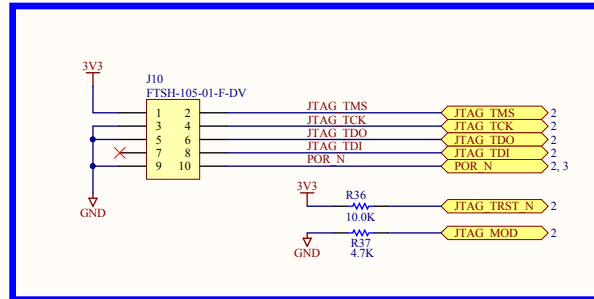 3V3
J10
FTSH-105-01-F-DV
1 2 JTAG_TMS JTAG_TMS 2
3 4 JTAG_TCK JTAG_TCK 2
5 6 JTAG_TDO JTAG_TDO 2
7 8 JTAG_TDI JTAG_TDI 2
9 10 POR_N POR_N 2, 3
GND
3V3
R36
10.0K
JTAG_TRST_N 2
R37
4.7K
JTAG_MOD 2
GND